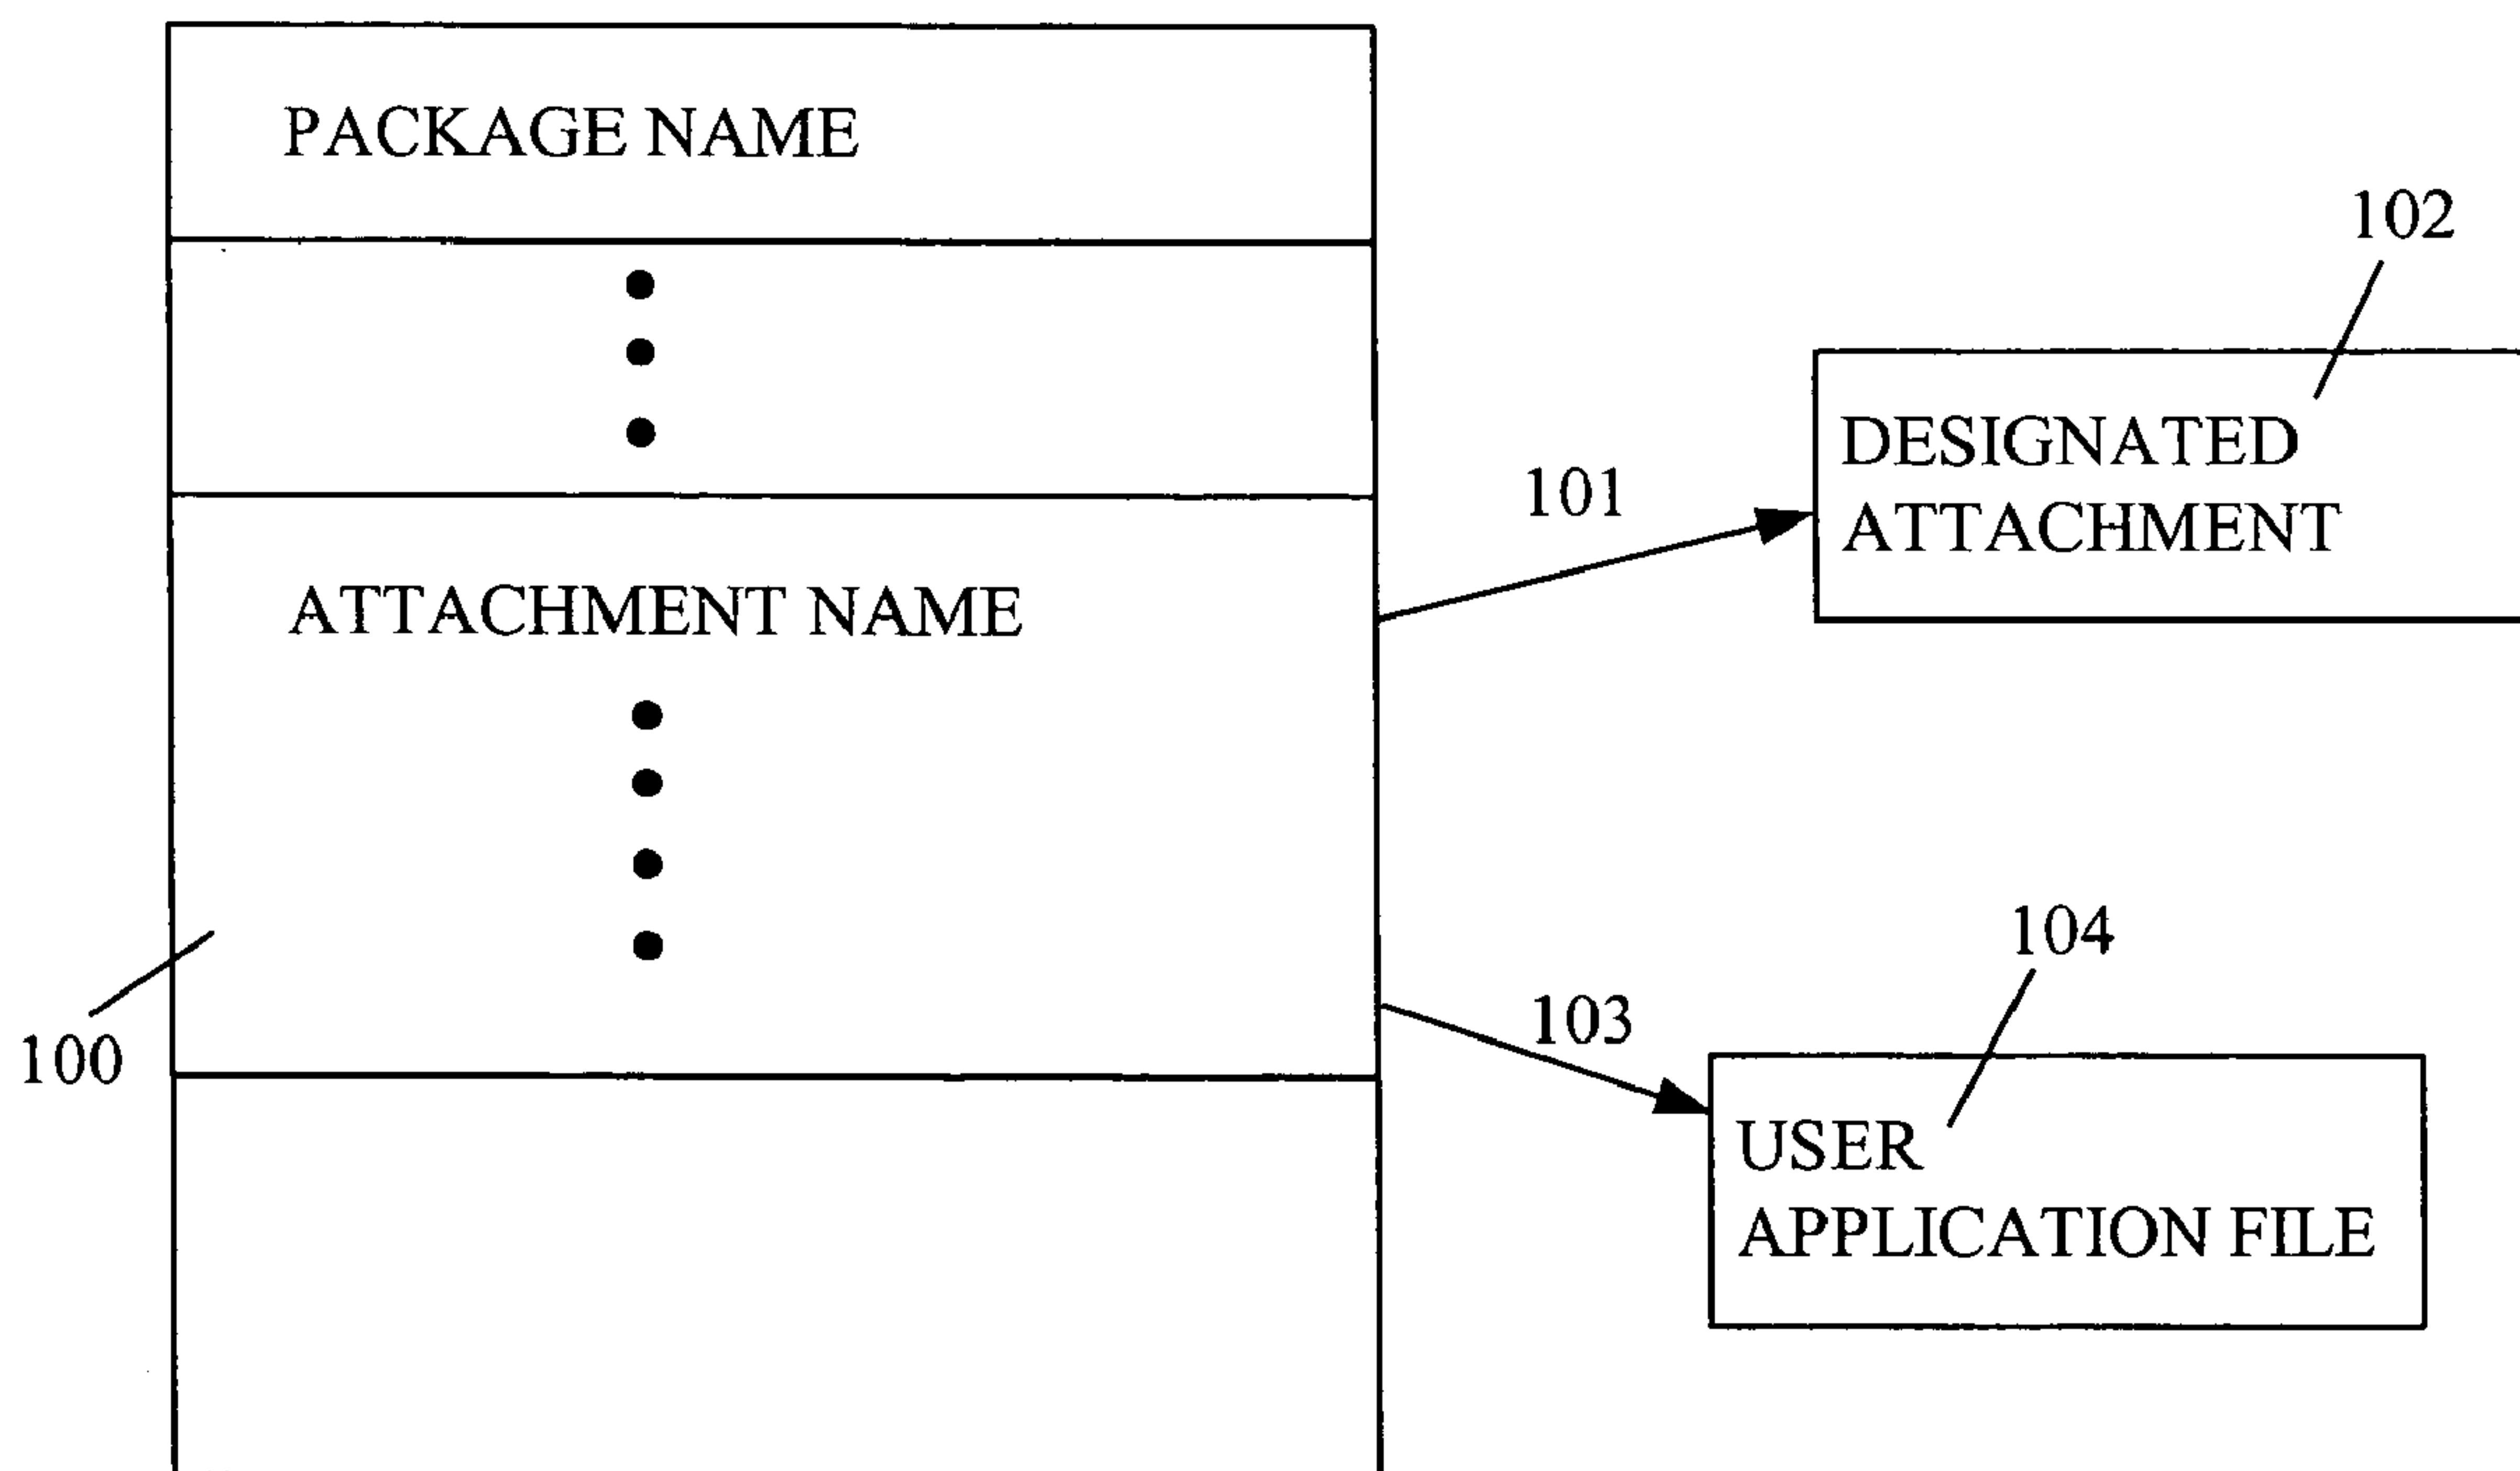 PACKAGE NAME
102
DESIGNATED
ATTACHMENT
101
ATTACHMENT NAME
104
103
100
USER
APPLICATION FILE